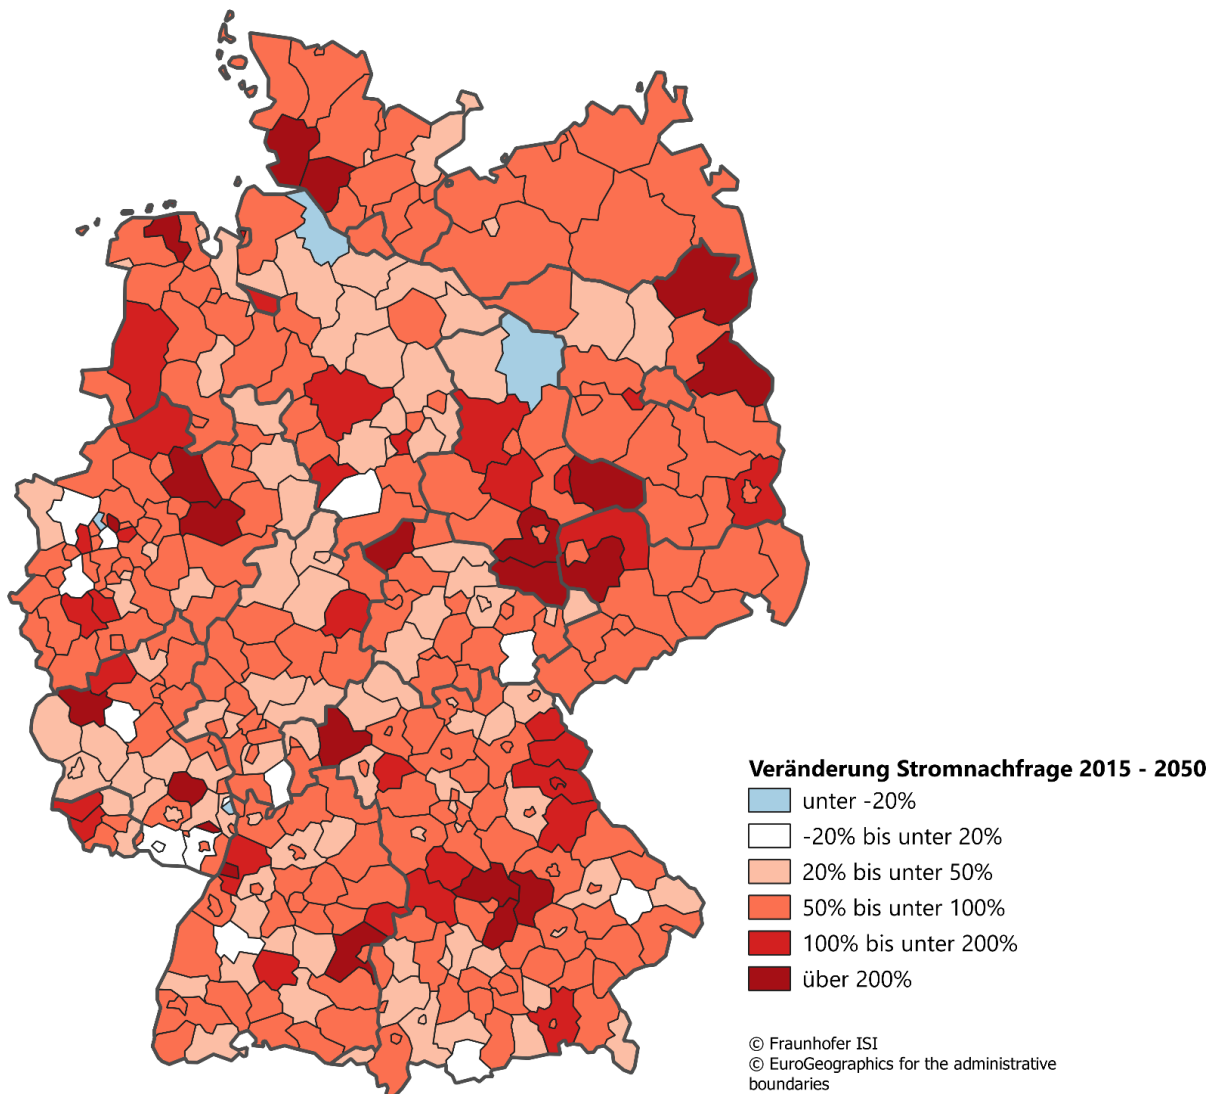 Veränderung Stromnachfrage 2015 - 2050
unter -20%
-20% bis unter 20%
20% bis unter 50%
50% bis unter 100%
100% bis unter 200%
über 200%
© Fraunhofer ISI
© EuroGeographics for the administrative
boundaries